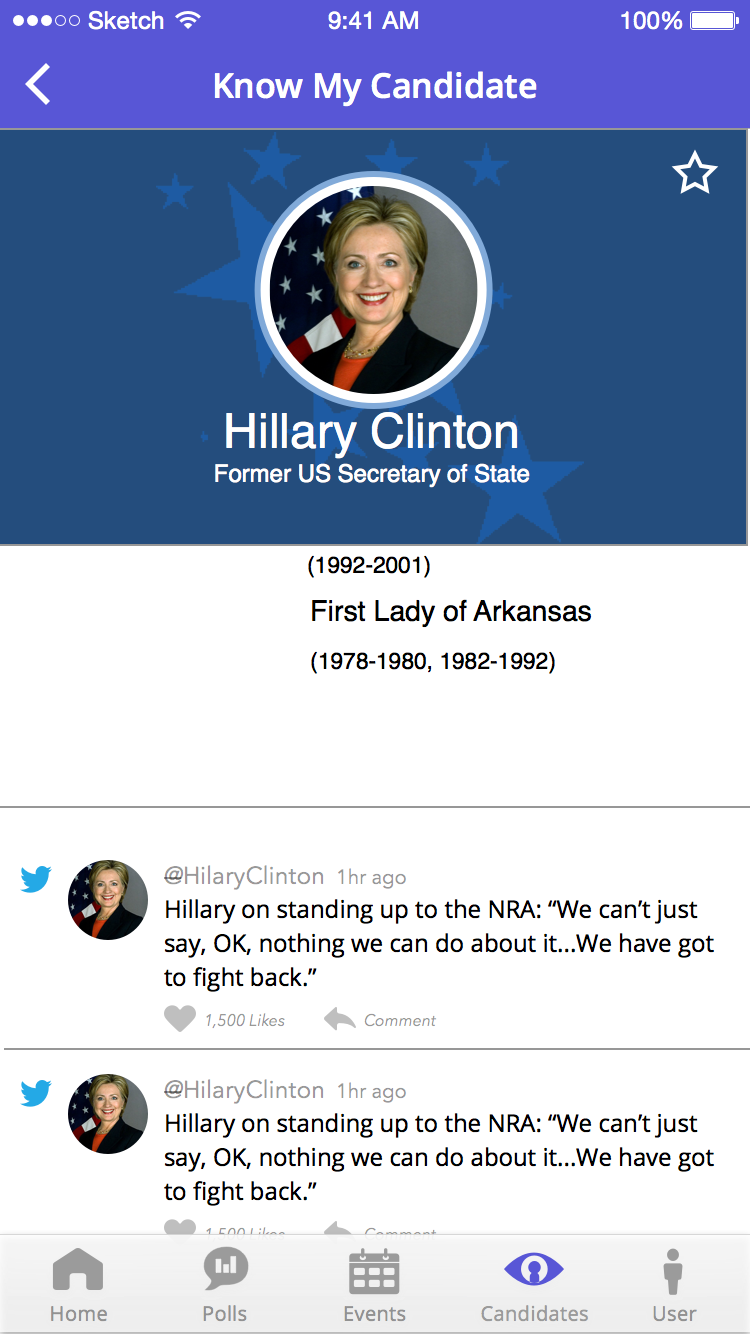 Sketch 9:41 AM 100%
Know My Candidate
Hillary Clinton
Former US Secretary of State
(1992-2001)
First Lady of Arkansas
(1978-1980, 1982-1992)
@HilaryClinton 1hr ago
Hillary on standing up to the NRA: “We can’t just
say, OK, nothing we can do about it...We have got
to fight back.”
1,500 Likes Comment
@HilaryClinton 1hr ago
Hillary on standing up to the NRA: “We can’t just
say, OK, nothing we can do about it...We have got
to fight back.”
1,500 Likes Comment
Home Polls Events Candidates User